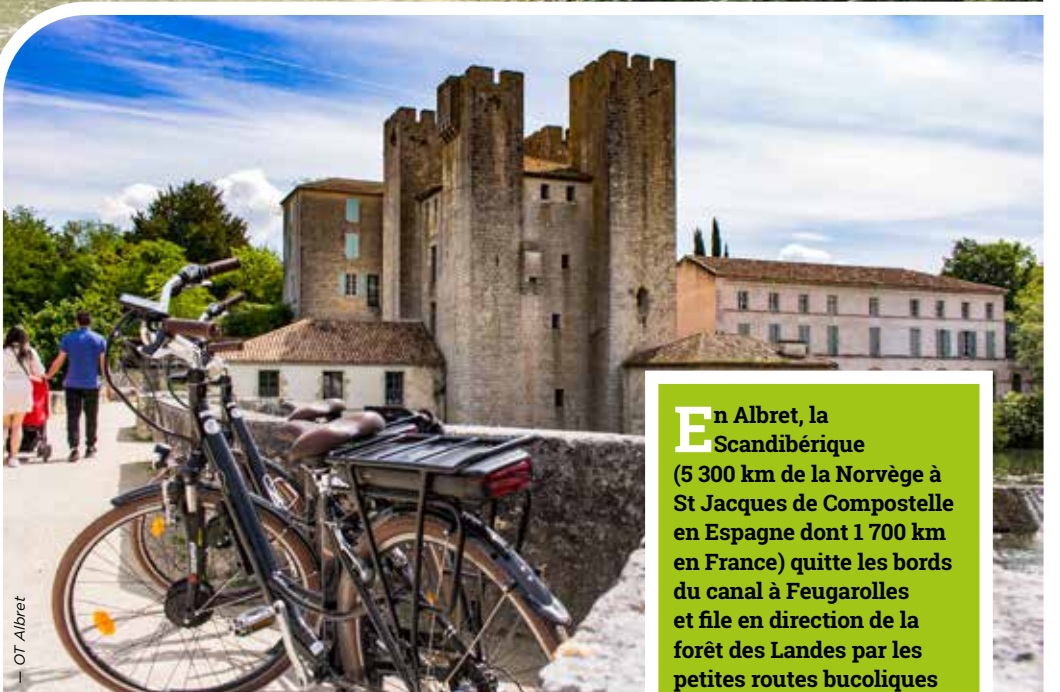 En Albret, la
Scandibérique
(5 300 km de la Norvège à
St Jacques de Compostelle
en Espagne dont 1 700 km
en France) quitte les bords
du canal à Feugarolles
et file en direction de la
forêt des Landes par les
petites routes bucoliques
— OT Albret